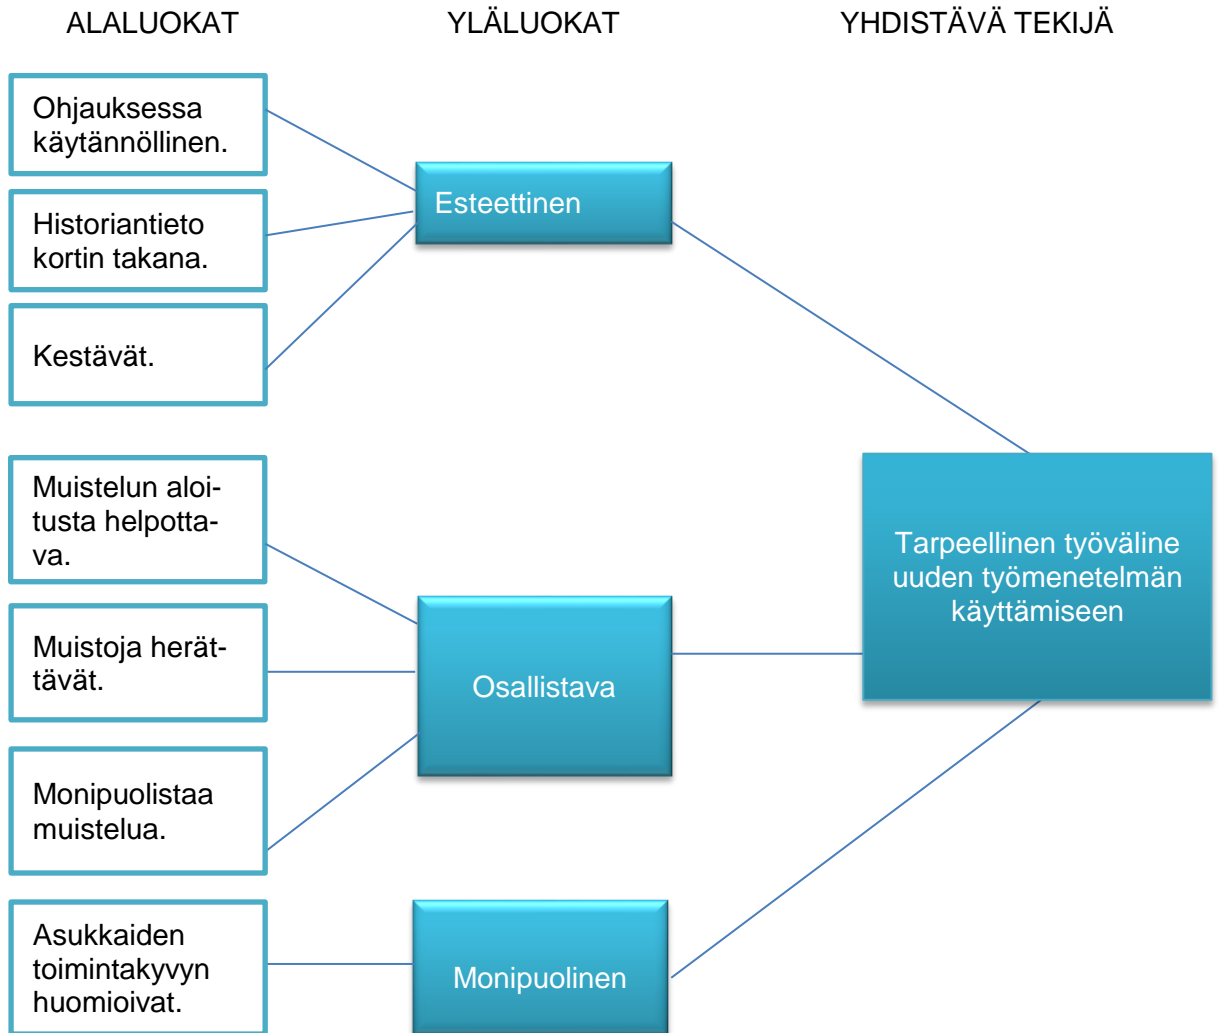 ALALUOKAT YLÄLUOKAT YHDISTÄVÄ TEKIJÄ
Ohjauksessa
käytännöllinen.
Historiantieto
kortin takana.
Kestävät.
Esteettinen
Muistelun aloi-
tusta helpotta-
va.
Muistoja herät-
tävät.
Monipuolistaa
muistelua.
Osallistava
Asukkaiden
toimintakyvyn
huomioivat.
Monipuolinen
Tarpeellinen työväline
uuden työmenetelmän
käyttämiseen